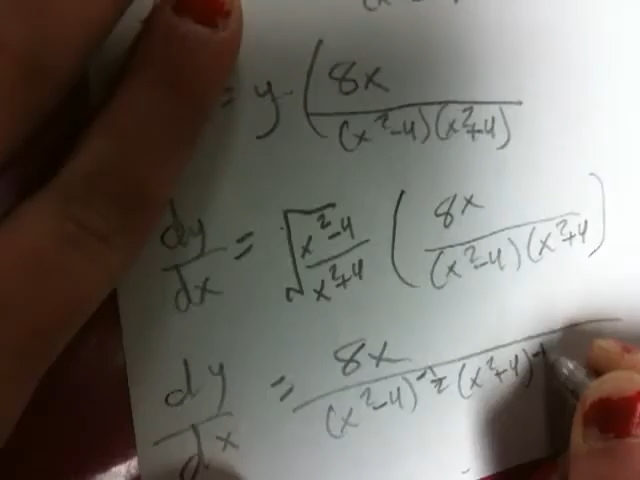 = y · ( 8x / (x²-4)(x²+4)
dy/dx = √(x²-4 / x²+4) ( 8x / (x²-4)(x²+4) )
dy/dx = 8x / (x²-4)^-1/2 (x²+4)^-